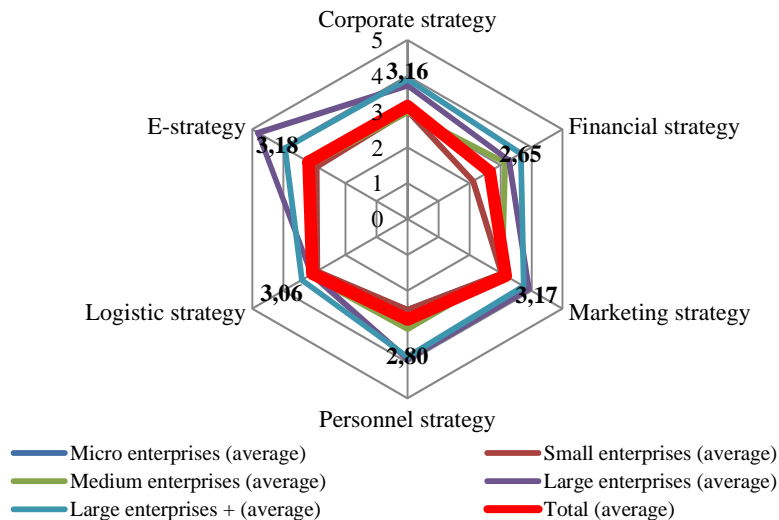 Corporate strategy
5
3,16
4
3
E-strategy
Financial strategy
3,18
2,65
2
1
0
3,06
3,17
Logistic strategy
Marketing strategy
2,80
Personnel strategy
Micro enterprises (average)
Small enterprises (average)
Medium enterprises (average)
Large enterprises (average)
Large enterprises + (average)
Total (average)